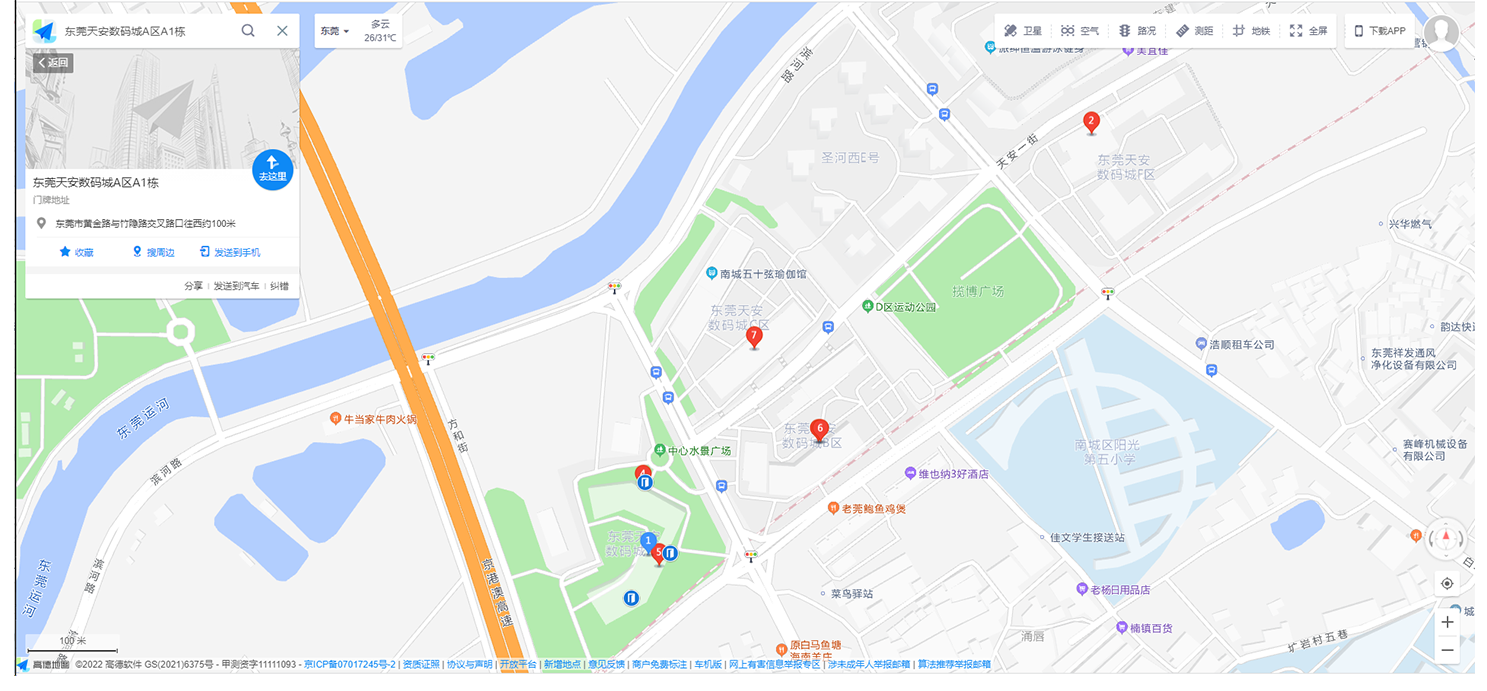 东莞天安数码城A区A1栋
东莞
多云
26/31℃
卫星
空气
路况
测距
地铁
全屏
下载APP
返回
去这里
东莞天安数码城A区A1栋
门牌地址
东莞市黄金路与竹隐路交叉路口往西约100米
收藏
搜周边
发送到手机
分享 | 发送到汽车 | 纠错
美宜佳
滨河路
2
天安一街
东莞天安
数码城F区
圣河西E号
兴华燃气
南城五十弦瑜伽馆
揽博广场
东莞天安
数码城C区
D区运动公园
7
浩顺租车公司
韵达快
东莞祥发通风
净化设备有限公司
东莞运河
牛当家牛肉火锅
方和街
滨河路
6
东莞
数码城B区
中心水景广场
4
南城区阳光
第五小学
赛峰机械设备
有限公司
维也纳3好酒店
老莞鲍鱼鸡煲
东莞
数码城
1
5
佳文学生接送站
东莞运河
滨河路
京港澳高速
菜鸟驿站
老杨日用品店
楠镇百货
涌唇
圹岩村五巷
原白马鱼塘
海南羊庄
100 米
高德地图 ©2022 高德软件 GS(2021)6375号 - 甲测资字11111093 - 京ICP备07017245号-2 | 资质证照 | 协议与声明 | 开放平台 | 新增地点 | 意见反馈 | 商户免费标注 | 车机版 | 网上有害信息举报专区 | 涉未成年人举报邮箱 | 算法推荐举报邮箱